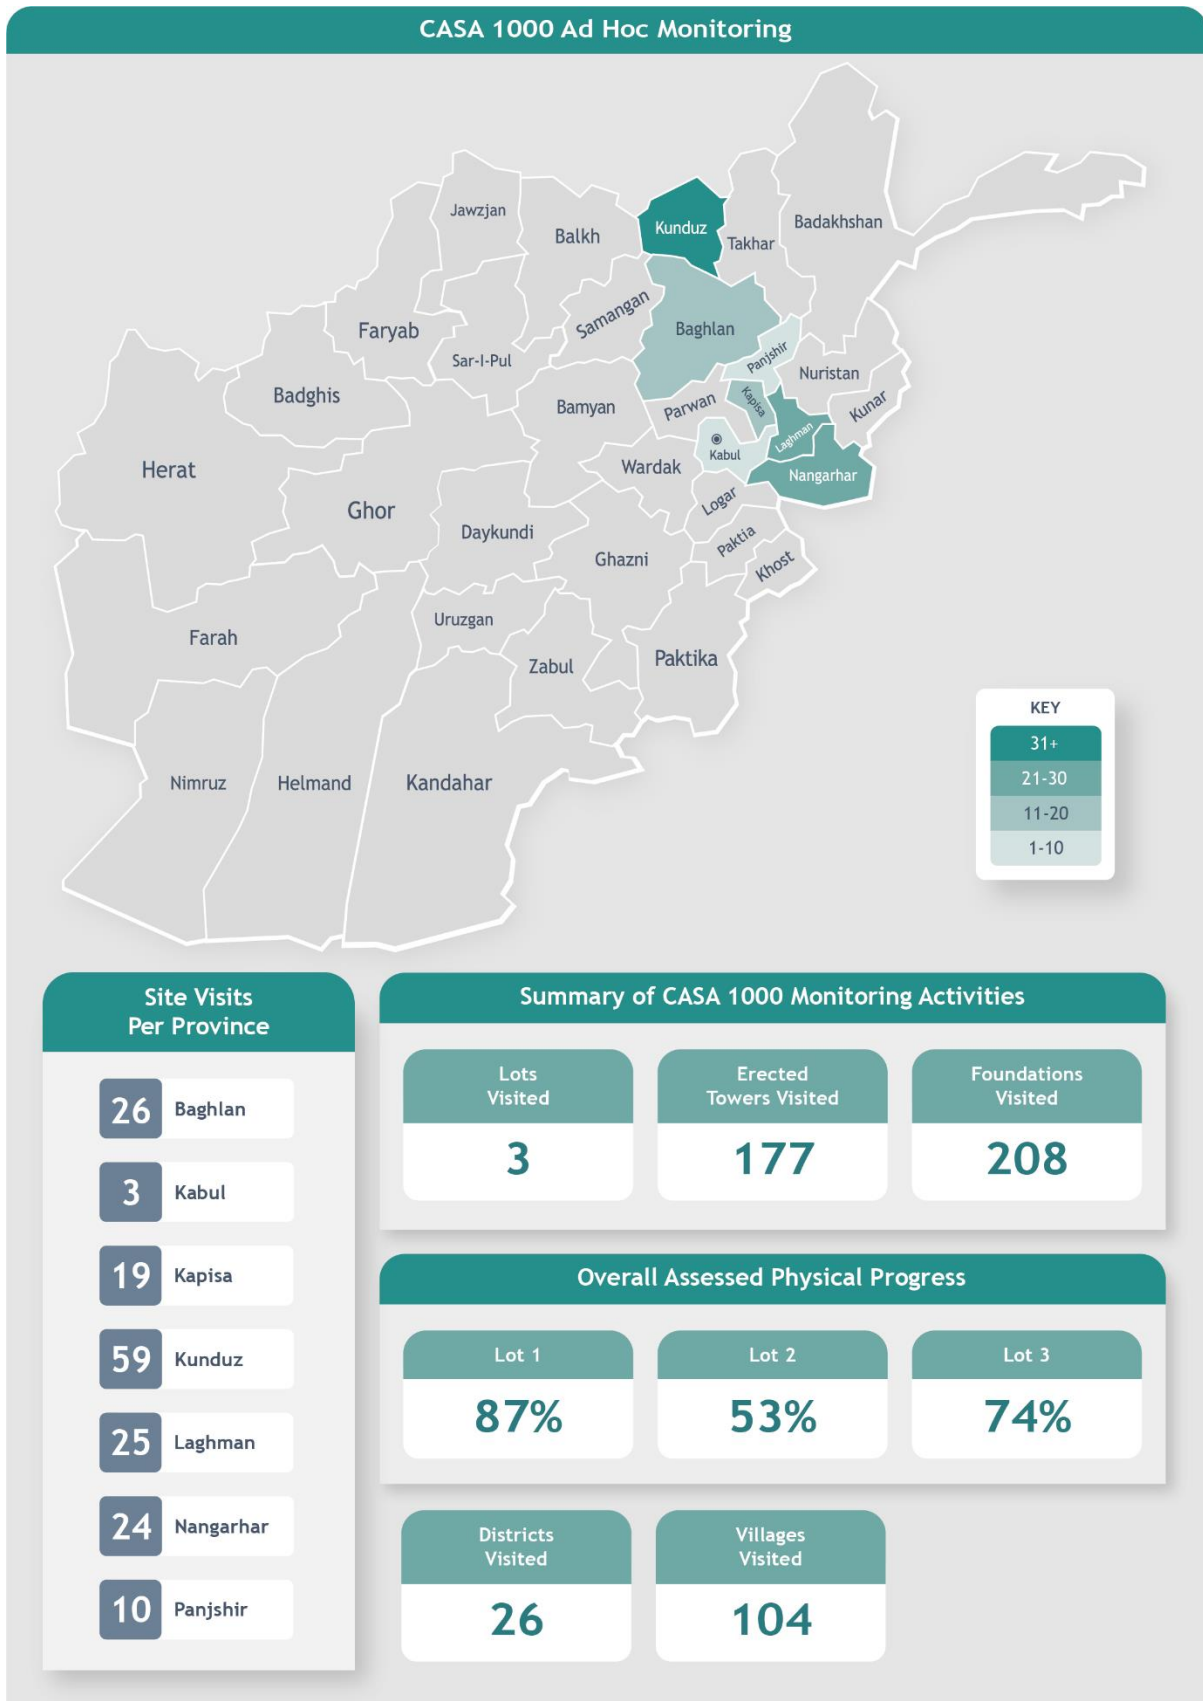 CASA 1000 Ad Hoc Monitoring
Jawzjan
Balkh
Kunduz
Takhar
Badakhshan
Faryab
Sar-I-Pul
Samangan
Baghlan
Panjshir
Nuristan
Badghis
Bamyan
Parwan
Kapisa
Laghman
Kunar
Herat
Ghor
Wardak
Kabul
Nangarhar
Daykundi
Logar
Ghazni
Paktia
Khost
Farah
Uruzgan
Zabul
Paktika
Nimruz
Helmand
Kandahar
KEY
31+
21-30
11-20
1-10
Site Visits
Per Province
26 Baghlan
3 Kabul
19 Kapisa
59 Kunduz
25 Laghman
24 Nangarhar
10 Panjshir
Summary of CASA 1000 Monitoring Activities
Lots
Visited
3
Erected
Towers Visited
177
Foundations
Visited
208
Overall Assessed Physical Progress
Lot 1
87%
Lot 2
53%
Lot 3
74%
Districts
Visited
26
Villages
Visited
104